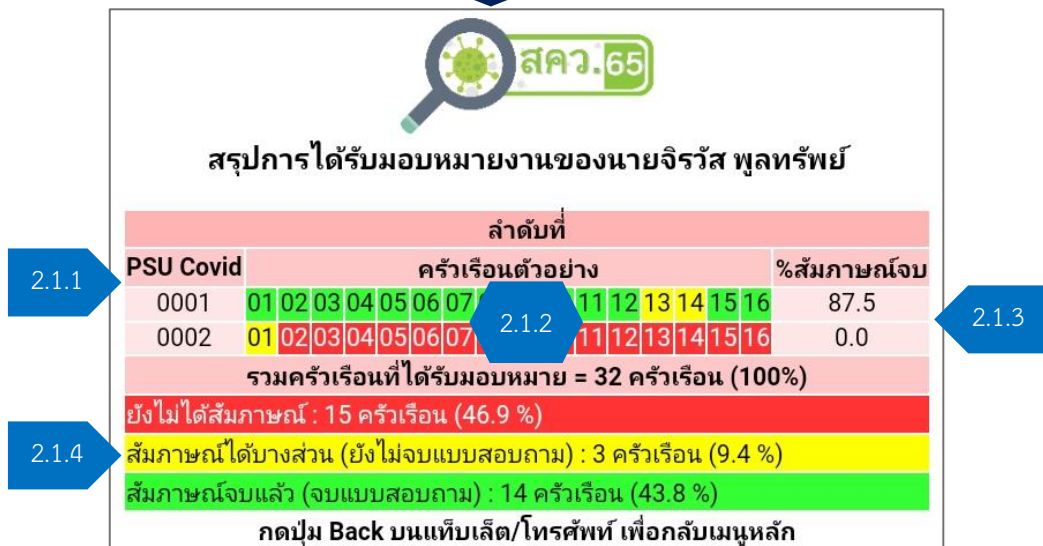 สคว.65
สรุปการได้รับมอบหมายงานของนายจิรวัส พูลทรัพย์
ลำดับที่
2.1.1
PSU Covid ครัวเรือนตัวอย่าง %สัมภาษณ์จบ
0001 01 02 03 04 05 06 07 11 12 13 14 15 16 87.5
2.1.2
2.1.3
0002 01 02 03 04 05 06 07 11 12 13 14 15 16 0.0
รวมครัวเรือนที่ได้รับมอบหมาย = 32 ครัวเรือน (100%)
ยังไม่ได้สัมภาษณ์ : 15 ครัวเรือน (46.9 %)
2.1.4
สัมภาษณ์ได้บางส่วน (ยังไม่จบแบบสอบถาม) : 3 ครัวเรือน (9.4 %)
สัมภาษณ์จบแล้ว (จบแบบสอบถาม) : 14 ครัวเรือน (43.8 %)
กดปุ่ม Back บนแท็บเล็ต/โทรศัพท์ เพื่อกลับเมนูหลัก